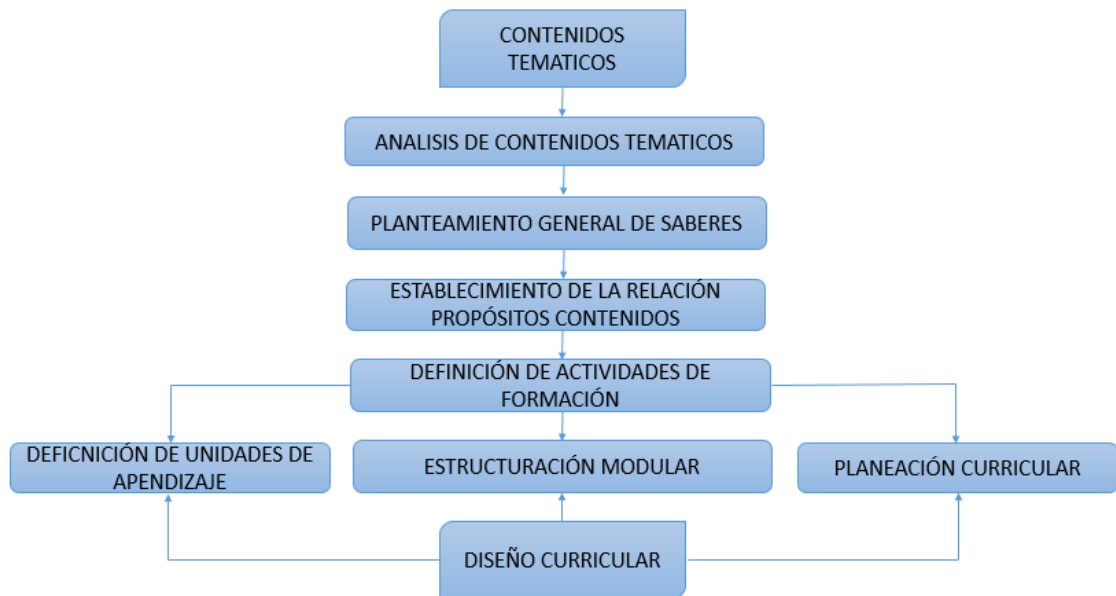 CONTENIDOS
TEMATICOS
ANALISIS DE CONTENIDOS TEMATICOS
PLANTEAMIENTO GENERAL DE SABERES
ESTABLECIMIENTO DE LA RELACIÓN
PROPÓSITOS CONTENIDOS
DEFINICIÓN DE ACTIVIDADES DE
FORMACIÓN
DEFICNICIÓN DE UNIDADES DE
APENDIZAJE
ESTRUCTURACIÓN MODULAR
PLANEACIÓN CURRICULAR
DISEÑO CURRICULAR